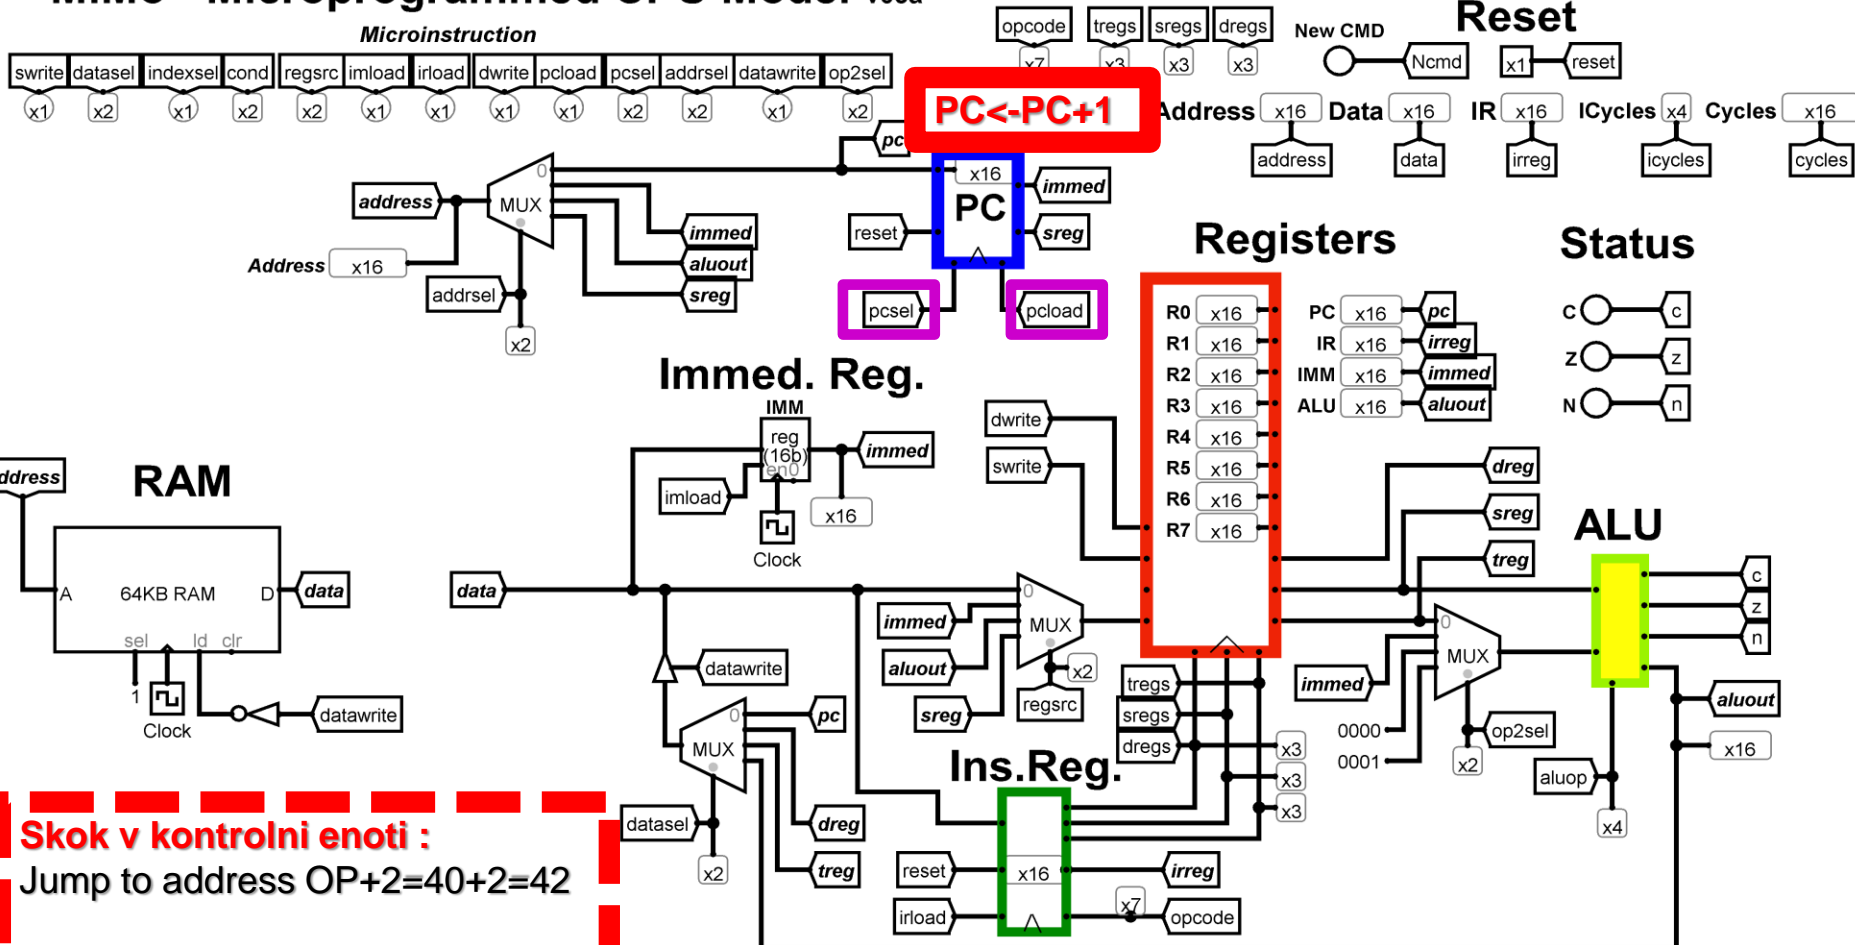 Microinstruction
swrite datasel indexsel cond regsrc imload irload dwrite pcload pcsel addrsel datawrite op2sel
x1 x2 x1 x2 x2 x1 x1 x1 x1 x2 x2 x1 x2
opcode tregs sregs dregs
x7 x3 x3 x3
New CMD
Ncmd
Reset
x1 reset
PC<-PC+1
Address x16 Data x16 IR x16 ICycles x4 Cycles x16
address data irreg icycles cycles
pc
0
MUX
address
Address x16
addrsel
x2
immed
aluout
sreg
x16
PC
reset
immed
sreg
pcsel
pcload
Registers
R0 x16
R1 x16
R2 x16
R3 x16
R4 x16
R5 x16
R6 x16
R7 x16
PC x16 pc
IR x16 irreg
IMM x16 immed
ALU x16 aluout
Status
C c
Z z
N n
Immed. Reg.
IMM
reg
(16b)
en0
immed
imload
x16
Clock
dwrite
swrite
dreg
sreg
treg
ddress
RAM
A 64KB RAM D
data
sel ld clr
1
Clock
datawrite
data
0
immed
aluout
sreg
MUX
x2
regsrc
datawrite
0
MUX
pc
dreg
treg
datasel
x2
tregs
sregs
dregs
x3
x3
x3
ALU
0
MUX
immed
0000
0001
op2sel
x2
c
z
n
aluout
x16
aluop
x4
Ins.Reg.
reset
x16
irreg
irload
x7
opcode
Skok v kontrolni enoti :
Jump to address OP+2=40+2=42